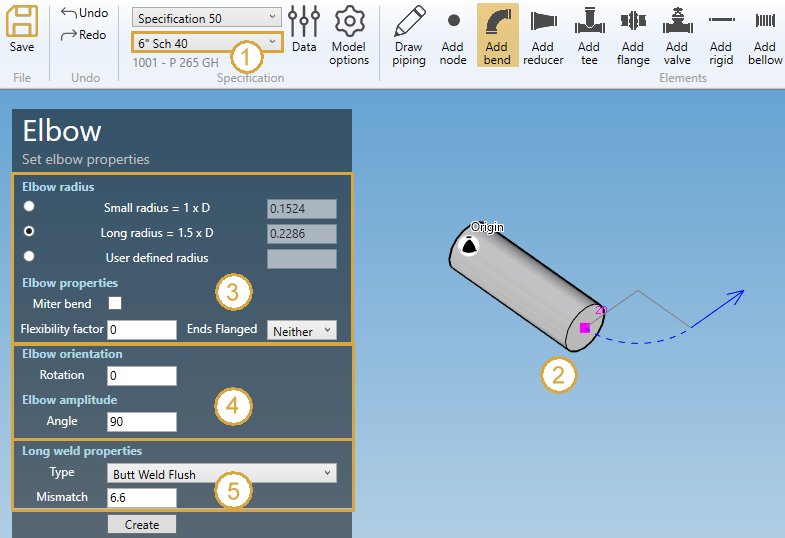 Save
File
Undo
Redo
Undo
Specification 50
6" Sch 40
1001 - P 265 GH
Specification
1
Data
Model options
Draw piping
Add node
Add bend
Add reducer
Add tee
Add flange
Add valve
Add rigid
Add bellow
Elements
Elbow
Set elbow properties
Elbow radius
Small radius = 1 x D 0.1524
Long radius = 1.5 x D 0.2286
User defined radius
Elbow properties
3
Miter bend
Flexibility factor 0 Ends Flanged Neither
Elbow orientation
Rotation 0
Elbow amplitude
4
Angle 90
Long weld properties
Type Butt Weld Flush
5
Mismatch 6.6
Create
Origin
20
2